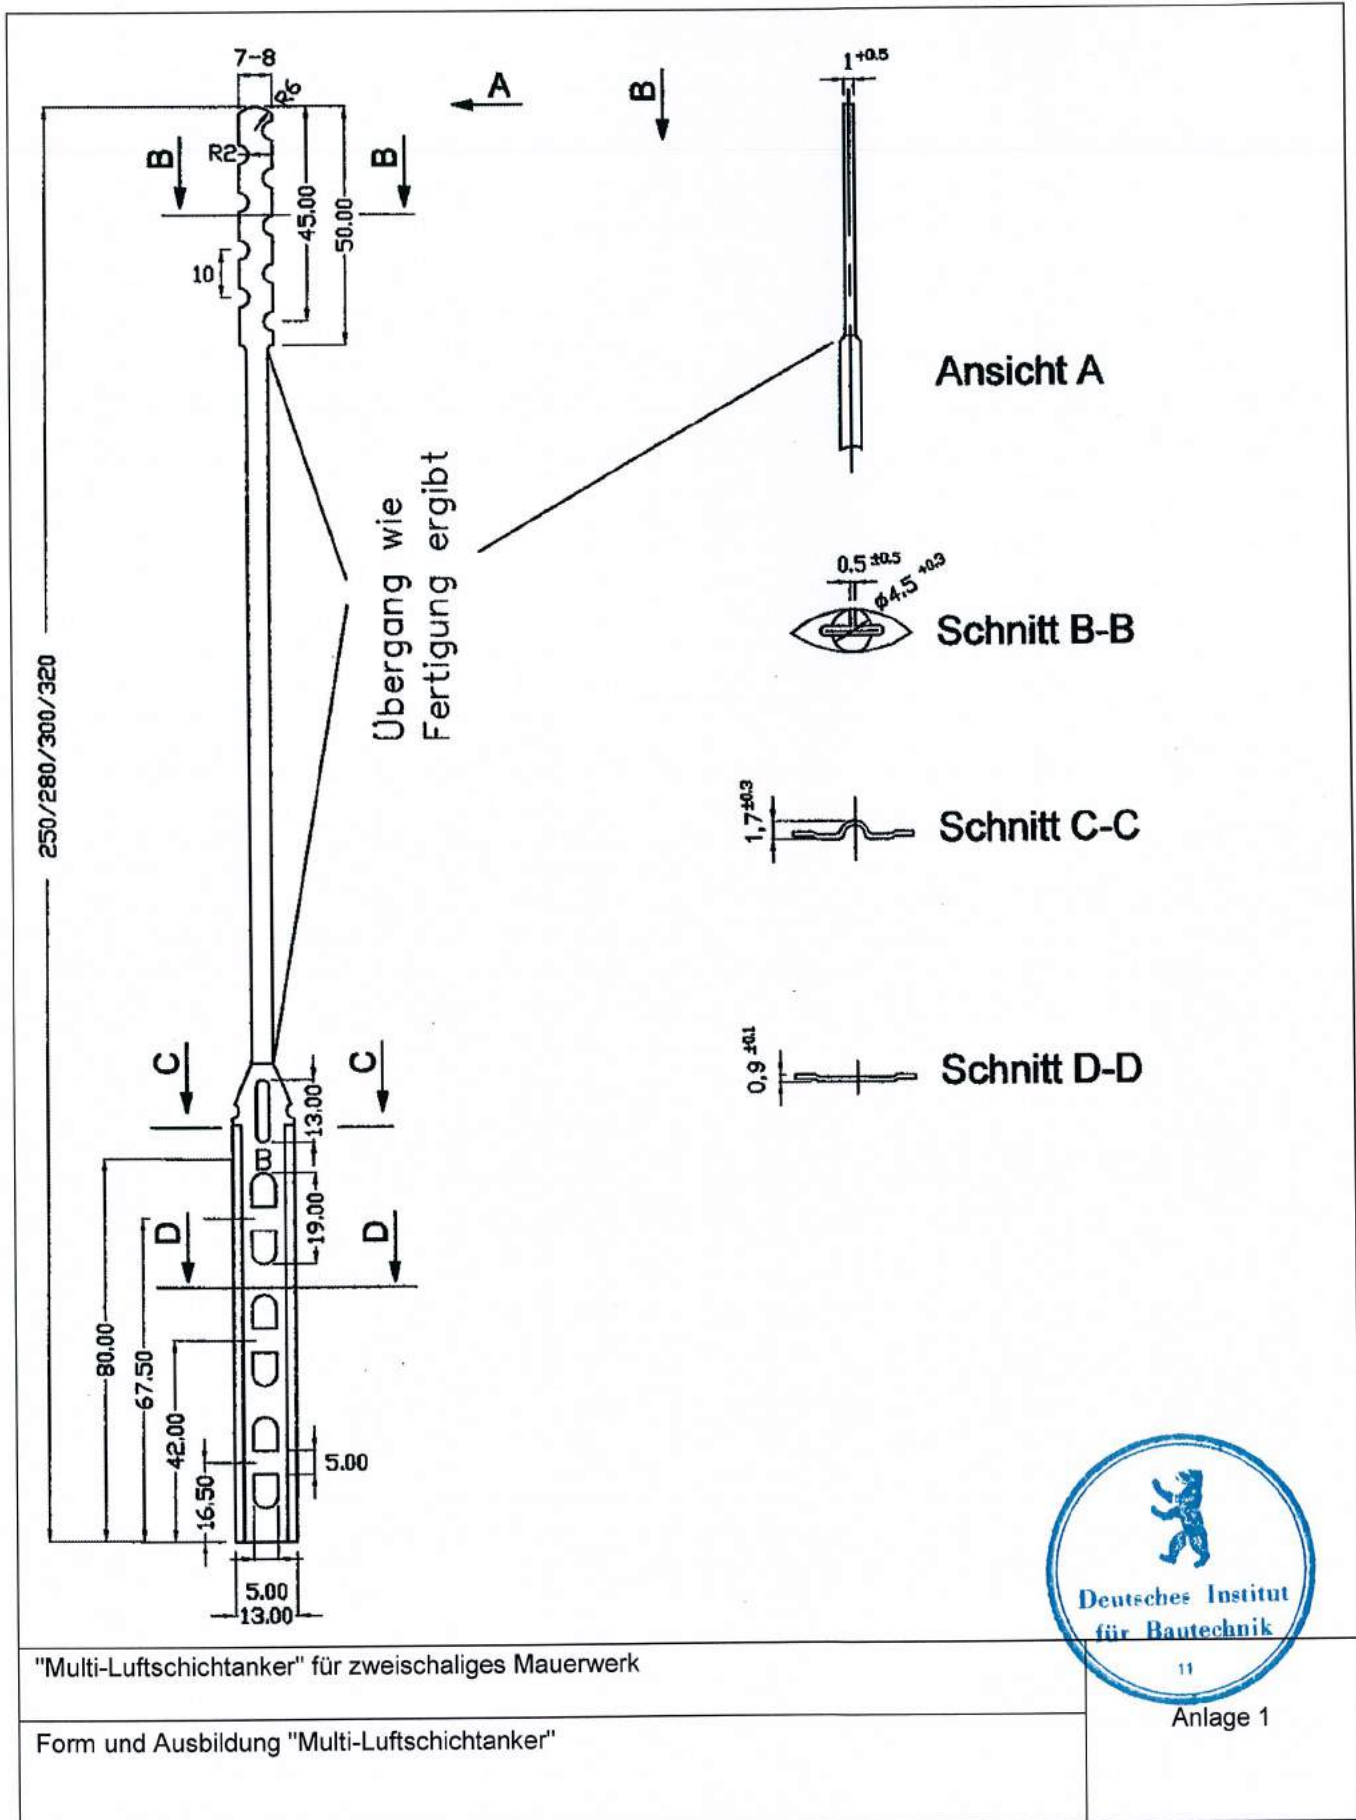 7-8
R6
A
B
1 +0.5
B
R2
B
45.00
50.00
10
Ansicht A
Übergang wie
Fertigung ergibt
0.5 ±0.5
ϕ4.5 +0.3
Schnitt B-B
250/280/300/320
1,7 ±0.3
Schnitt C-C
C
C
0,9 ±0.1
Schnitt D-D
13.00
B
19.00
D
D
80.00
67.50
42.00
16.50
5.00
5.00
13.00
Deutsches Institut
für Bautechnik
11
"Multi-Luftschichtanker" für zweischaliges Mauerwerk
Anlage 1
Form und Ausbildung "Multi-Luftschichtanker"